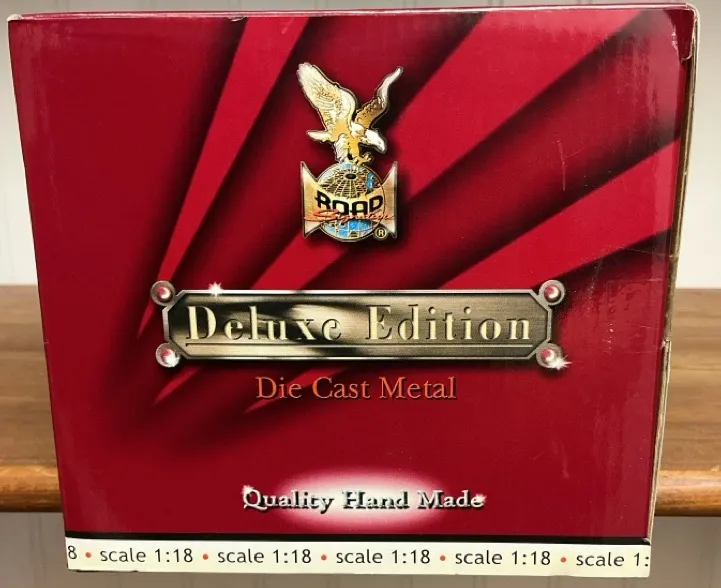 ROAD
Signature
®
Deluxe Edition
Die Cast Metal
Quality Hand Made
8 • scale 1:18 • scale 1:18 • scale 1:18 • scale 1:18 • scale 1: